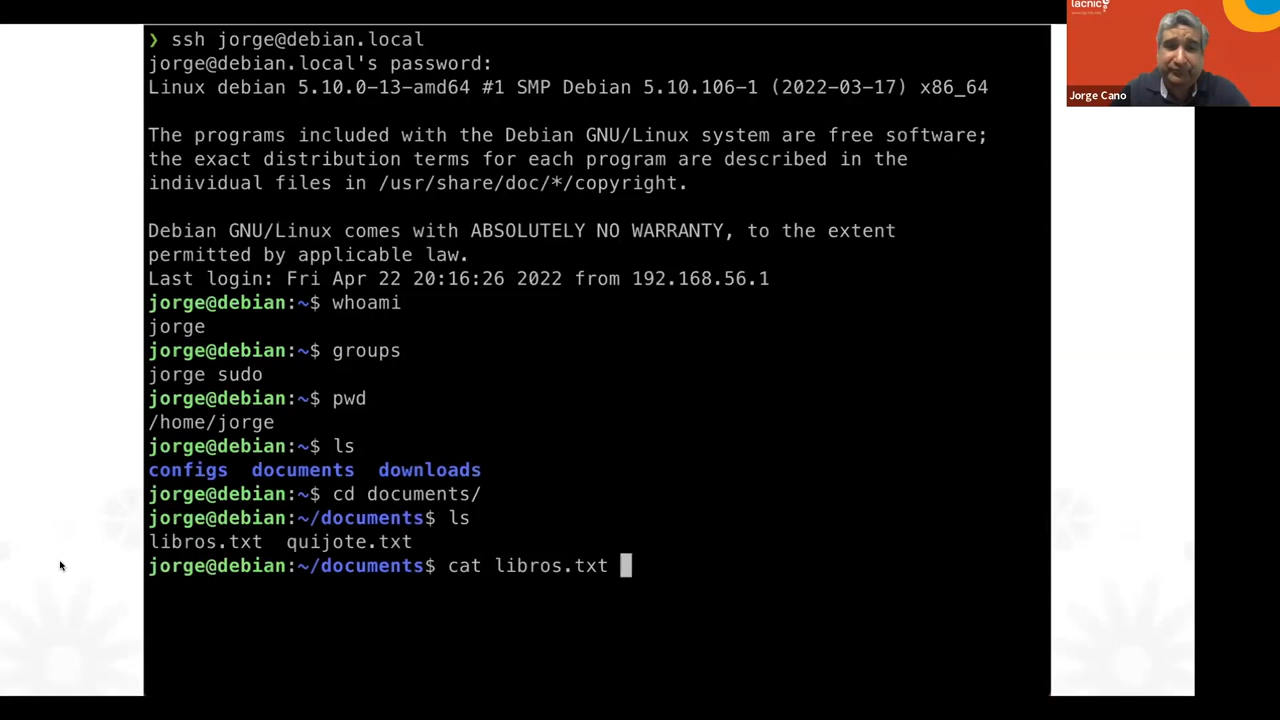 ❯ ssh jorge@debian.local
jorge@debian.local's password:
Linux debian 5.10.0-13-amd64 #1 SMP Debian 5.10.106-1 (2022-03-17) x86_64
The programs included with the Debian GNU/Linux system are free software;
the exact distribution terms for each program are described in the
individual files in /usr/share/doc/*/copyright.
Debian GNU/Linux comes with ABSOLUTELY NO WARRANTY, to the extent
permitted by applicable law.
Last login: Fri Apr 22 20:16:26 2022 from 192.168.56.1
jorge@debian:~$ whoami
jorge
jorge@debian:~$ groups
jorge sudo
jorge@debian:~$ pwd
/home/jorge
jorge@debian:~$ ls
configs  documents  downloads
jorge@debian:~$ cd documents/
jorge@debian:~/documents$ ls
libros.txt  quijote.txt
jorge@debian:~/documents$ cat libros.txt
lacnic
Jorge Cano